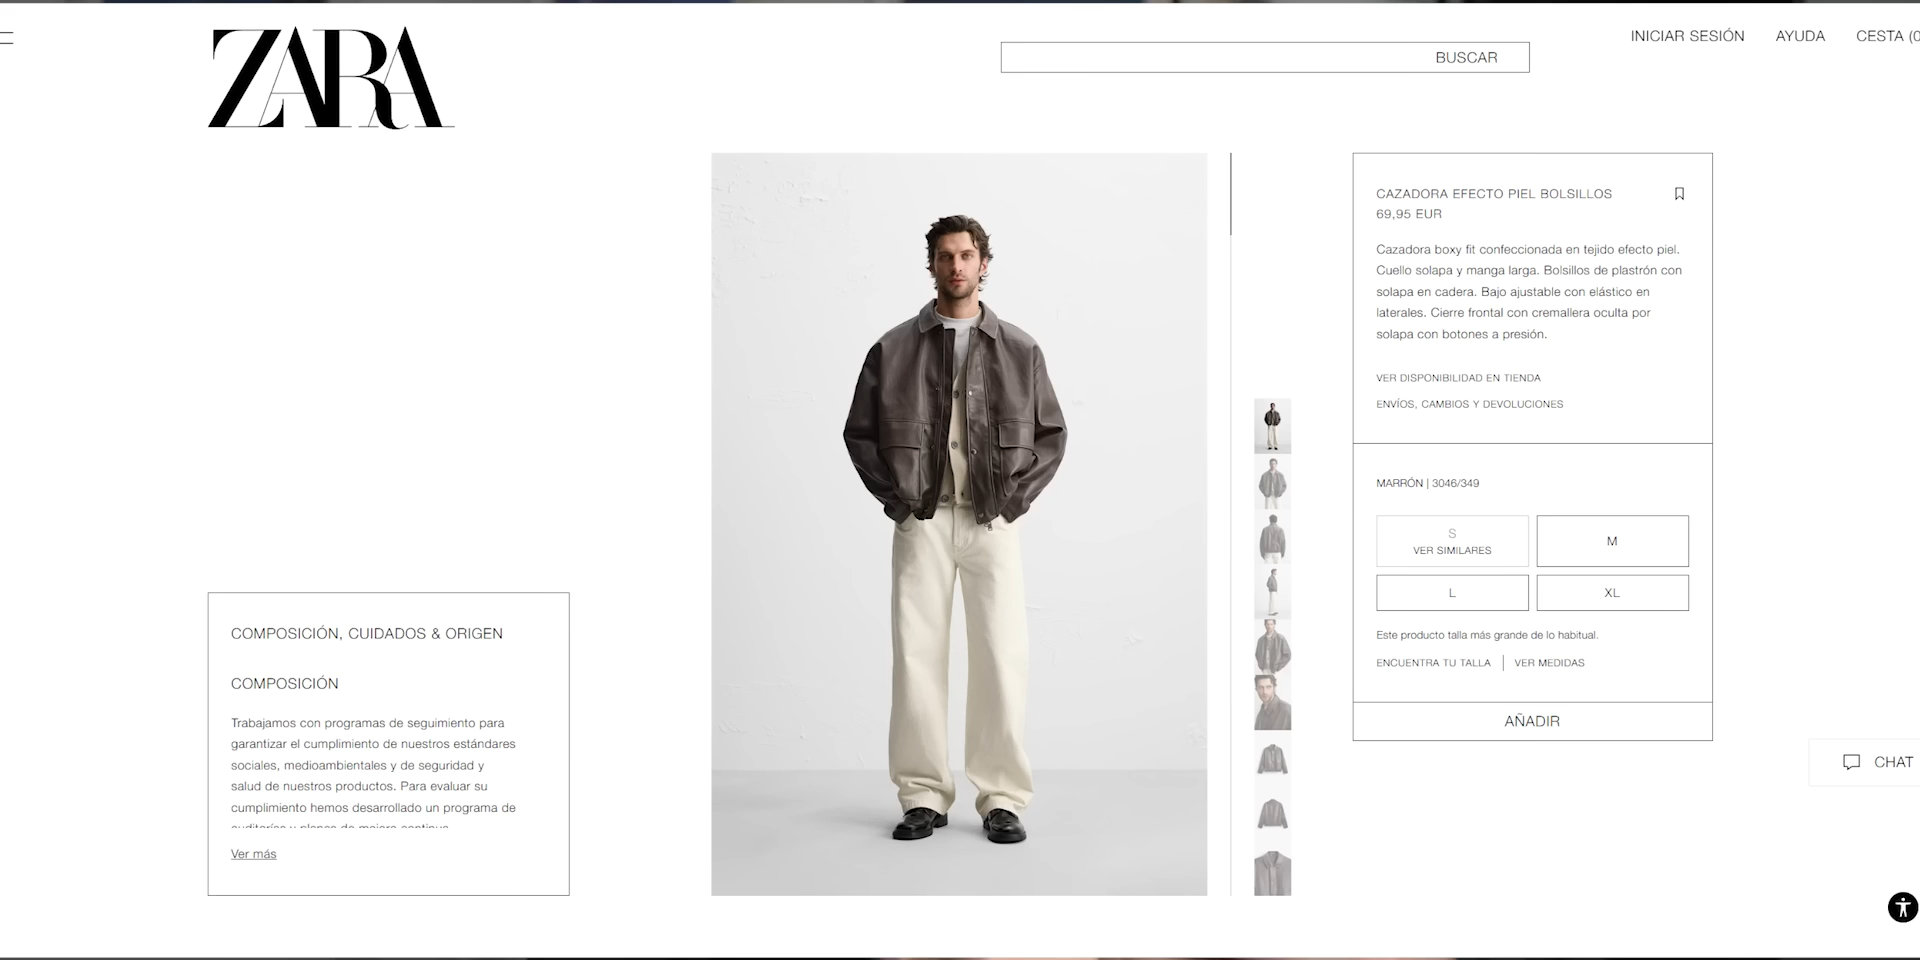 ZARA
BUSCAR
INICIAR SESIÓN
AYUDA
CESTA (0
CAZADORA EFECTO PIEL BOLSILLOS
69,95 EUR
Cazadora boxy fit confeccionada en tejido efecto piel.
Cuello solapa y manga larga. Bolsillos de plastrón con
solapa en cadera. Bajo ajustable con elástico en
laterales. Cierre frontal con cremallera oculta por
solapa con botones a presión.
VER DISPONIBILIDAD EN TIENDA
ENVÍOS, CAMBIOS Y DEVOLUCIONES
MARRÓN | 3046/349
S
VER SIMILARES
M
L
XL
Este producto talla más grande de lo habitual.
ENCUENTRA TU TALLA | VER MEDIDAS
AÑADIR
CHAT
COMPOSICIÓN, CUIDADOS & ORIGEN
COMPOSICIÓN
Trabajamos con programas de seguimiento para
garantizar el cumplimiento de nuestros estándares
sociales, medioambientales y de seguridad y
salud de nuestros productos. Para evaluar su
cumplimiento hemos desarrollado un programa de
auditorías y planes de mejora continua
Ver más